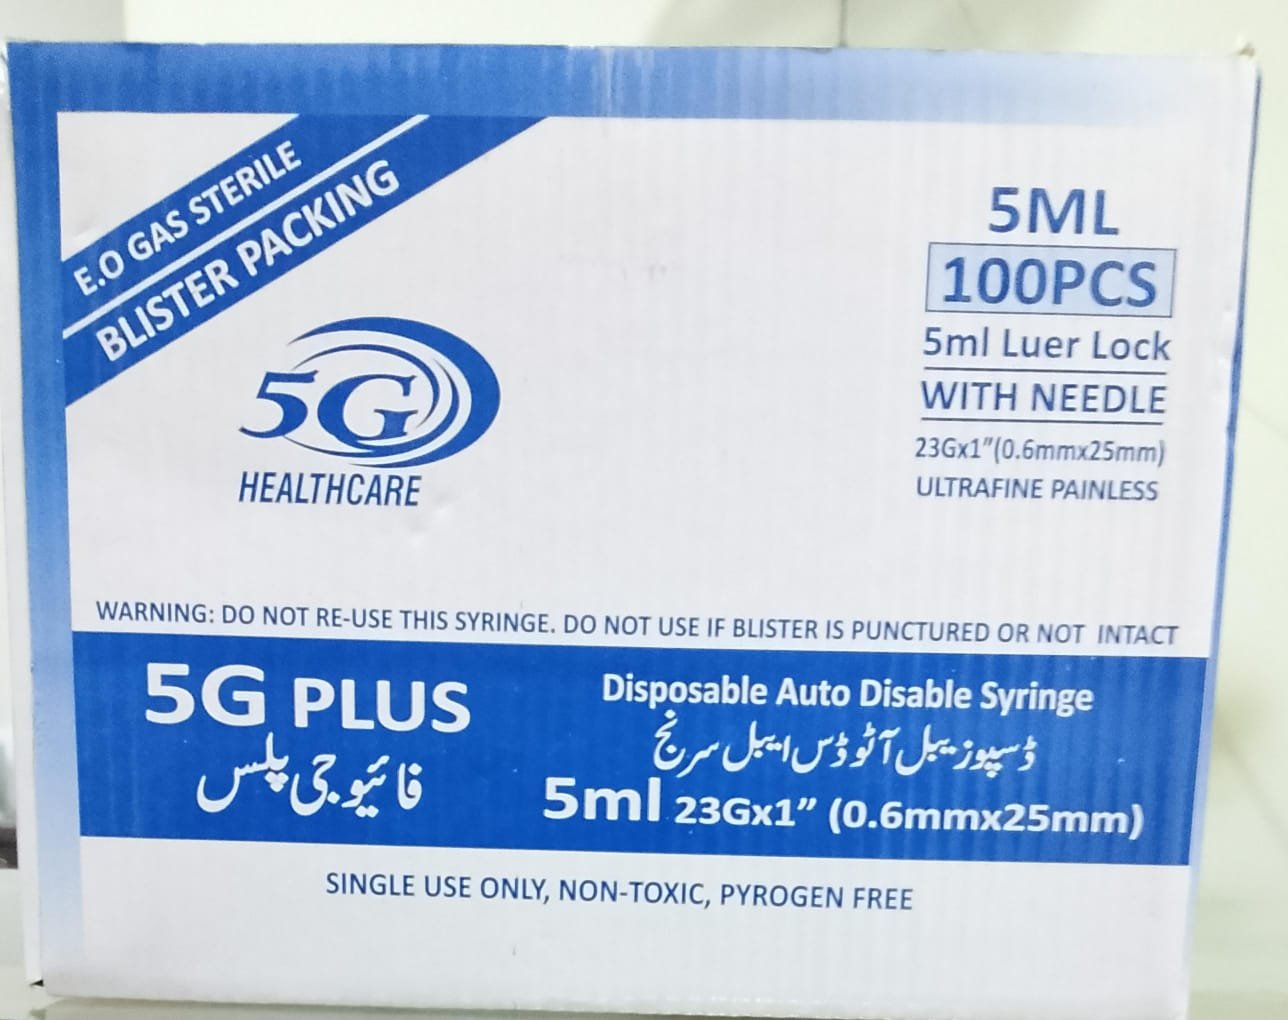 E.O GAS STERILE
BLISTER PACKING
5G
HEALTHCARE
5ML
100PCS
5ml Luer Lock
WITH NEEDLE
23Gx1”(0.6mmx25mm)
ULTRAFINE PAINLESS
WARNING: DO NOT RE-USE THIS SYRINGE. DO NOT USE IF BLISTER IS PUNCTURED OR NOT INTACT
5G PLUS
فائیو جی پلس
Disposable Auto Disable Syringe
ڈسپوزیبل آٹو ڈس ایبل سرنج
5ml 23Gx1” (0.6mmx25mm)
SINGLE USE ONLY, NON-TOXIC, PYROGEN FREE